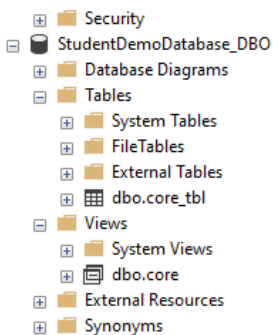 Security
StudentDemoDatabase_DBO
Database Diagrams
Tables
System Tables
FileTables
External Tables
dbo.core_tbl
Views
System Views
dbo.core
External Resources
Synonyms